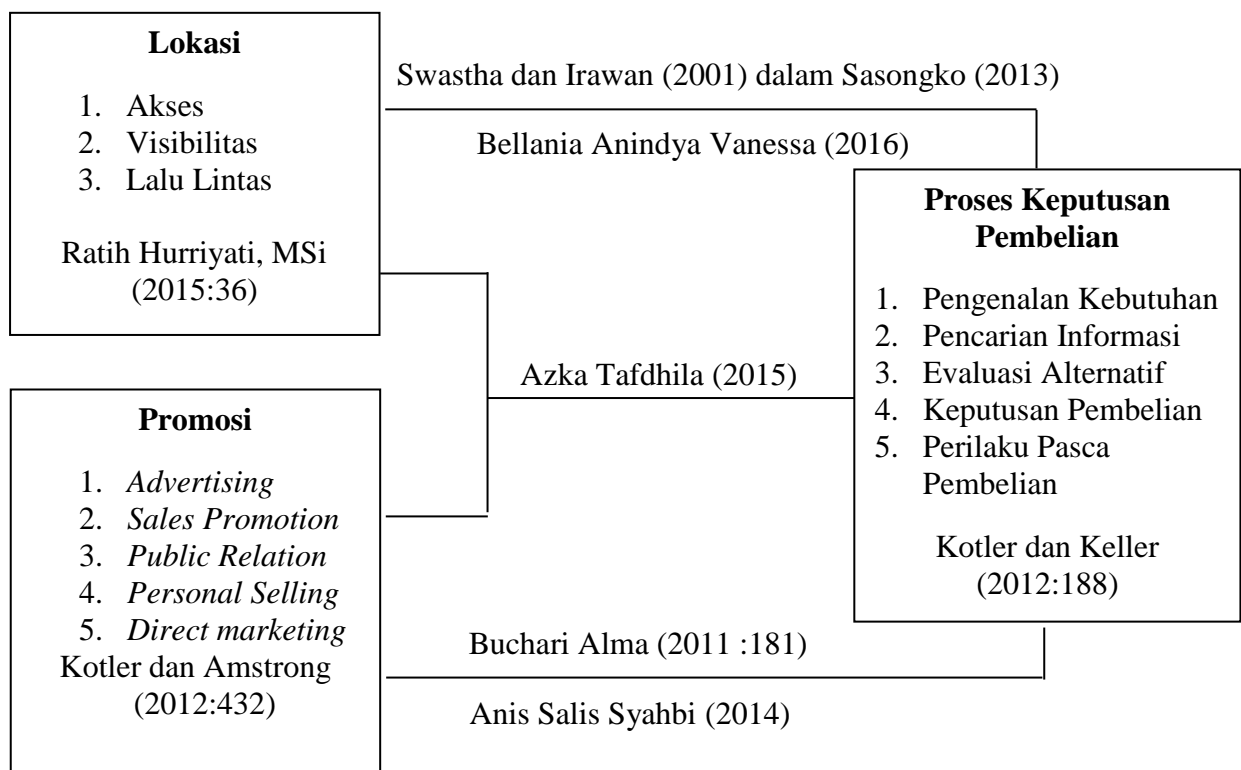 Lokasi
1. Akses
2. Visibilitas
3. Lalu Lintas
Ratih Hurriyati, MSi
(2015:36)
Swastha dan Irawan (2001) dalam Sasongko (2013)
Bellania Anindya Vanessa (2016)
Azka Tafdhila (2015)
Promosi
1. Advertising
2. Sales Promotion
3. Public Relation
4. Personal Selling
5. Direct marketing
Kotler dan Amstrong
(2012:432)
Buchari Alma (2011 :181)
Anis Salis Syahbi (2014)
Proses Keputusan
Pembelian
1. Pengenalan Kebutuhan
2. Pencarian Informasi
3. Evaluasi Alternatif
4. Keputusan Pembelian
5. Perilaku Pasca
Pembelian
Kotler dan Keller
(2012:188)